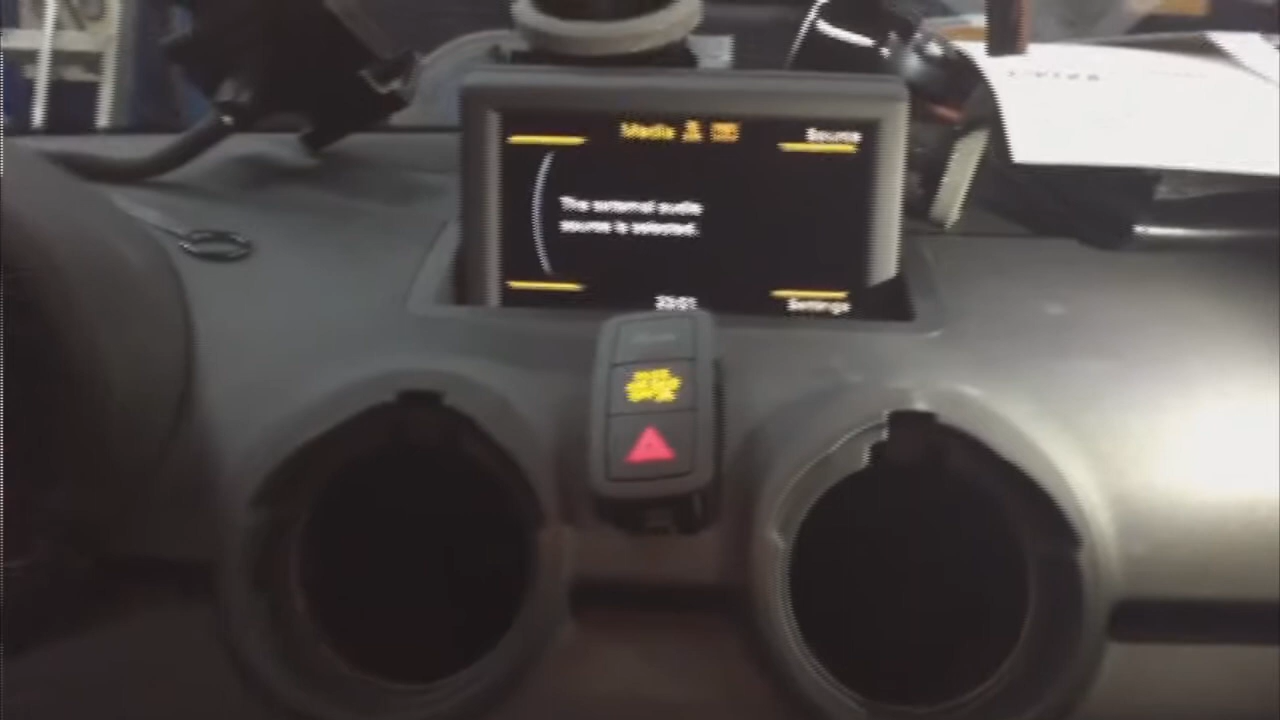 Media
Source
The external audio
source is selected.
Settings